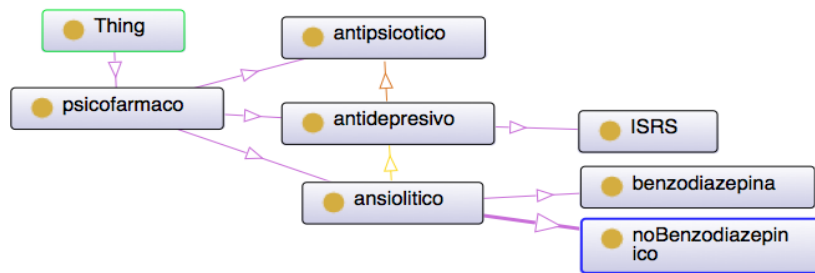 Thing
antipsicotico
psicofarmaco
antidepresivo
ISRS
ansiolitico
benzodiazepina
noBenzodiazepin
ico